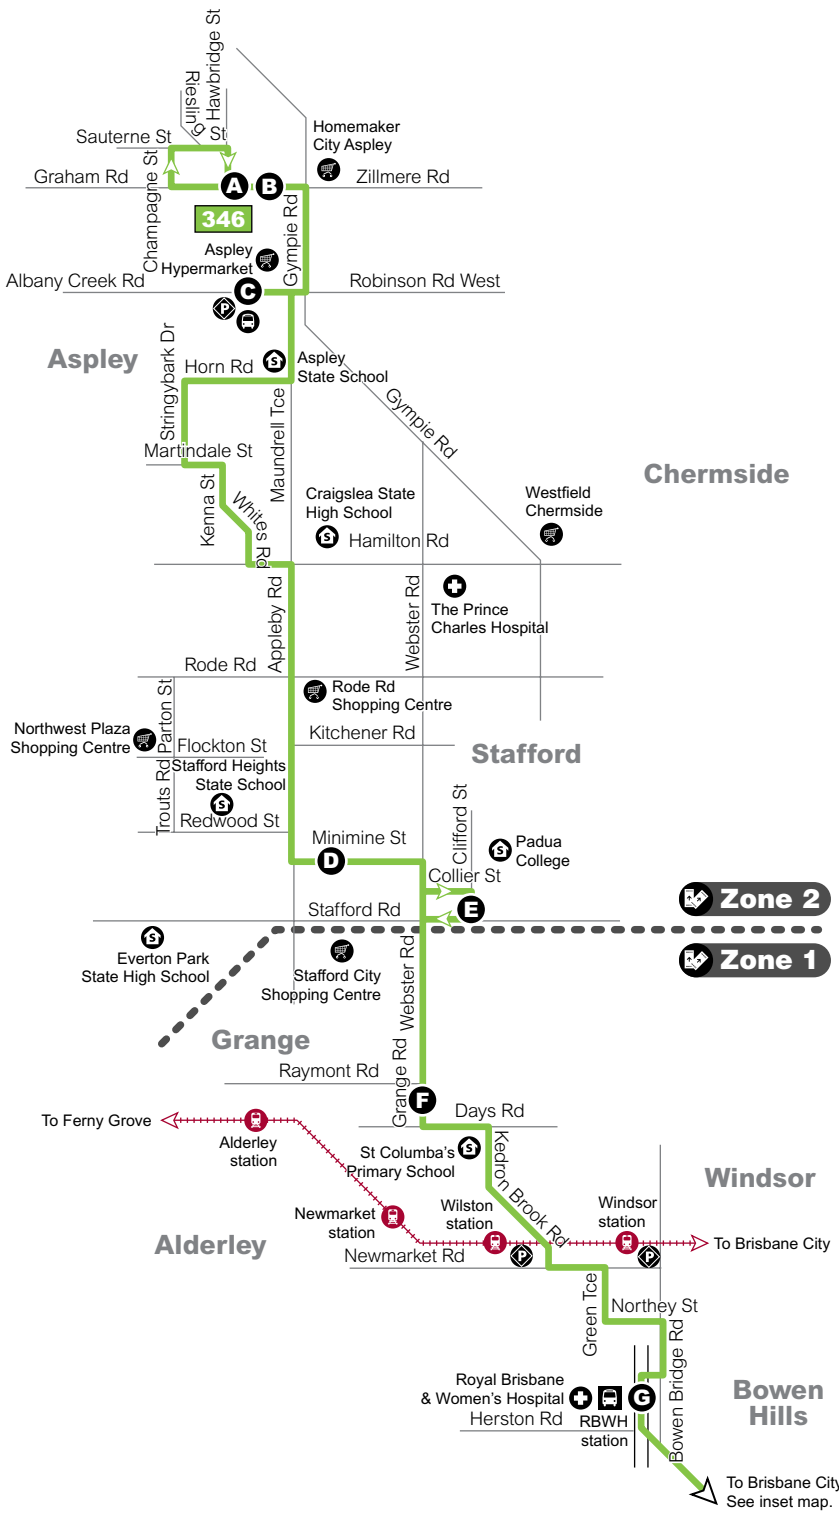 Hawbridge St
Riesling St
Sauterne St
Homemaker
City Aspley
Graham Rd
A
B
Zillmere Rd
Champagne St
346
Gympie Rd
Aspley
Hypermarket
Albany Creek Rd
C
Robinson Rd West
P
Aspley
Stringybark Dr
Horn Rd
S
Aspley
State School
Maundrell Tce
Gympie Rd
Martindale St
Chermside
Kenna St
Whites Rd
Craigslea State
High School
S
Westfield
Chermside
Hamilton Rd
Appleby Rd
Webster Rd
The Prince
Charles Hospital
Rode Rd
Rode Rd
Shopping Centre
Parton St
Northwest Plaza
Shopping Centre
Kitchener Rd
Flockton St
Stafford
Trouts Rd
Stafford Heights
State School
S
Redwood St
Minimine St
D
Clifford St
S
Padua
College
Collier St
Zone 2
Stafford Rd
E
S
Everton Park
State High School
Stafford City
Shopping Centre
Webster Rd
Zone 1
Grange
Raymont Rd
Grange Rd
F
Days Rd
To Ferny Grove
Alderley
station
St Columba's
Primary School
S
Kedron Brook Rd
Windsor
Newmarket
station
Wilston
station
Windsor
station
Alderley
To Brisbane City
P
P
Newmarket Rd
Green Tce
Northey St
Bowen Bridge Rd
Royal Brisbane
& Women's Hospital
G
Bowen
Hills
Herston Rd
RBWH
station
To Brisbane City
See inset map.